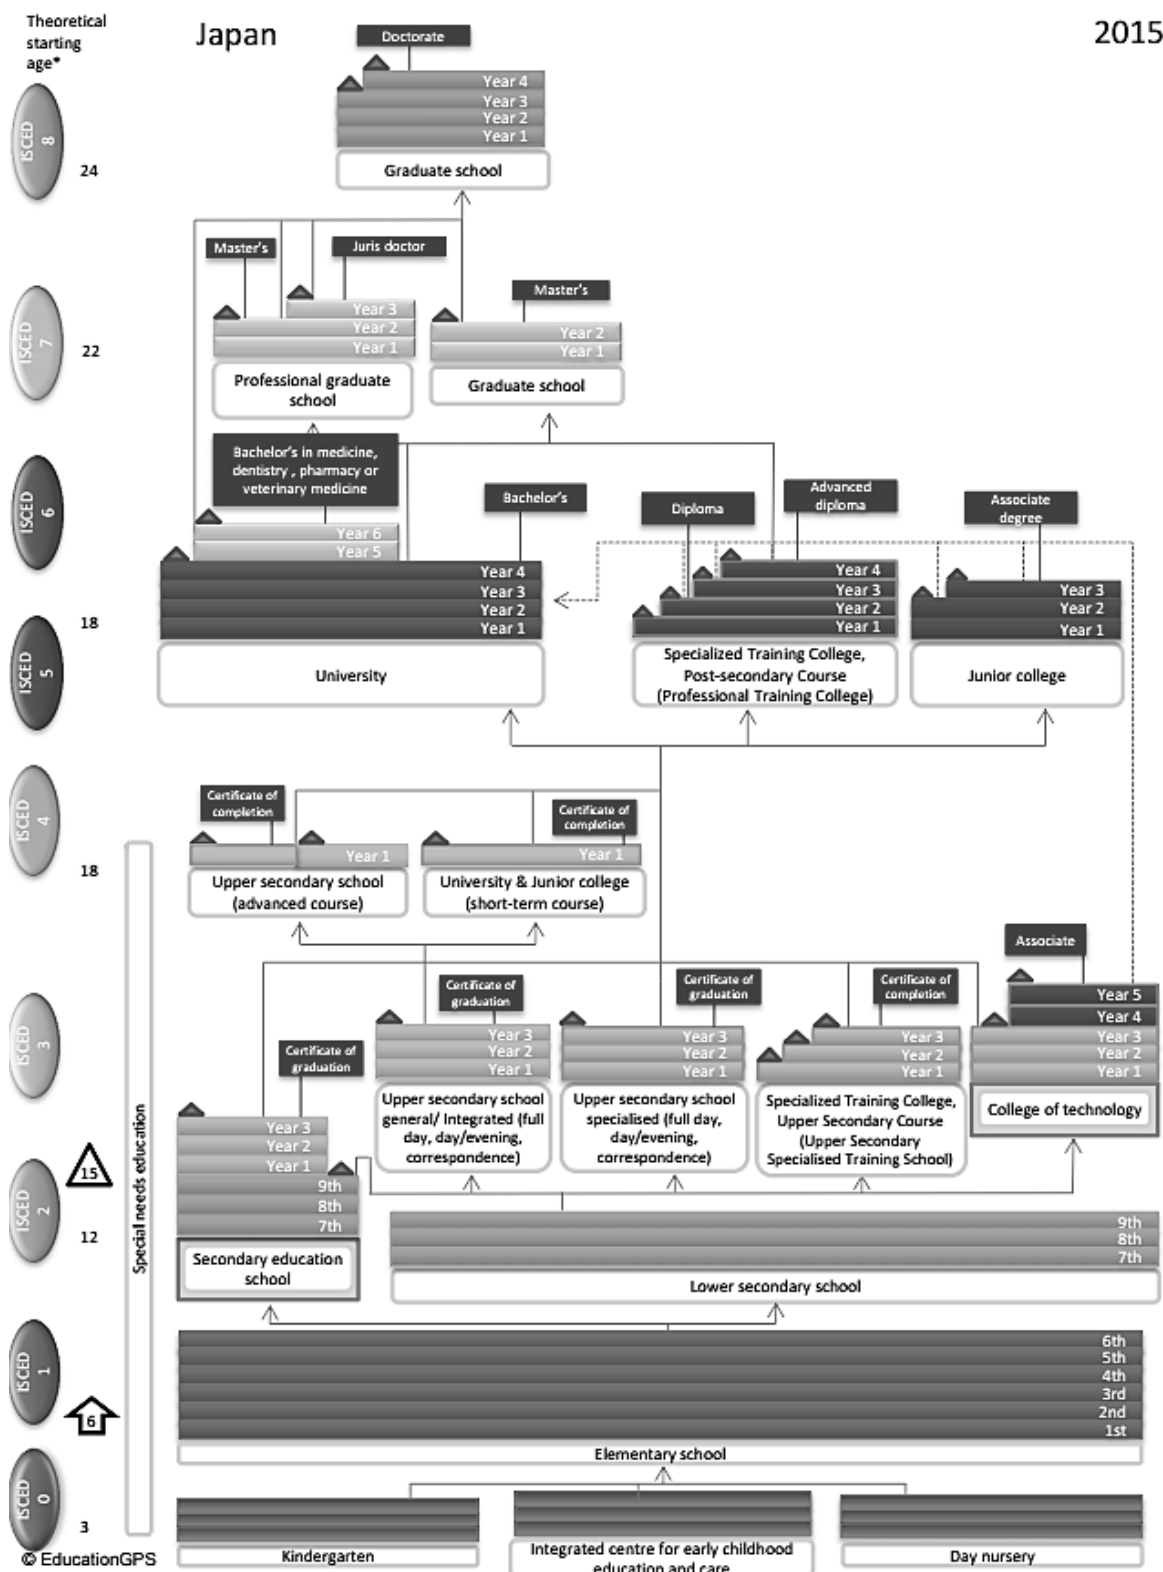 Theoretical
starting
age*
Japan
2015
Doctorate
Year 4
Year 3
Year 2
Year 1
Graduate school
ISCED 8
24
Master's
Juris doctor
Master's
Year 3
Year 2
Year 1
Year 2
Year 1
Professional graduate
school
Graduate school
ISCED 7
22
Bachelor's in medicine,
dentistry , pharmacy or
veterinary medicine
Bachelor's
Diploma
Advanced
diploma
Associate
degree
ISCED 6
Year 6
Year 5
Year 4
Year 3
Year 2
Year 1
Year 4
Year 3
Year 2
Year 1
Year 3
Year 2
Year 1
18
ISCED 5
University
Specialized Training College,
Post-secondary Course
(Professional Training College)
Junior college
Certificate of
completion
Certificate of
completion
ISCED 4
Year 1
Year 1
18
Upper secondary school
(advanced course)
University & Junior college
(short-term course)
Associate
Certificate of
graduation
Certificate of
graduation
Certificate of
completion
Year 5
Year 4
Year 3
Year 2
Year 1
Year 3
Year 2
Year 1
Year 3
Year 2
Year 1
Year 3
Year 2
Year 1
ISCED 3
Certificate of
graduation
Upper secondary school
general/ Integrated (full
day, day/evening,
correspondence)
Upper secondary school
specialised (full day,
day/evening,
correspondence)
Specialized Training College,
Upper Secondary Course
(Upper Secondary
Specialised Training School)
College of technology
Year 3
Year 2
Year 1
9th
8th
7th
15
ISCED 2
12
Special needs education
Secondary education
school
9th
8th
7th
Lower secondary school
ISCED 1
6
6th
5th
4th
3rd
2nd
1st
Elementary school
ISCED 0
3
Kindergarten
Integrated centre for early childhood
education and care
Day nursery
© EducationGPS